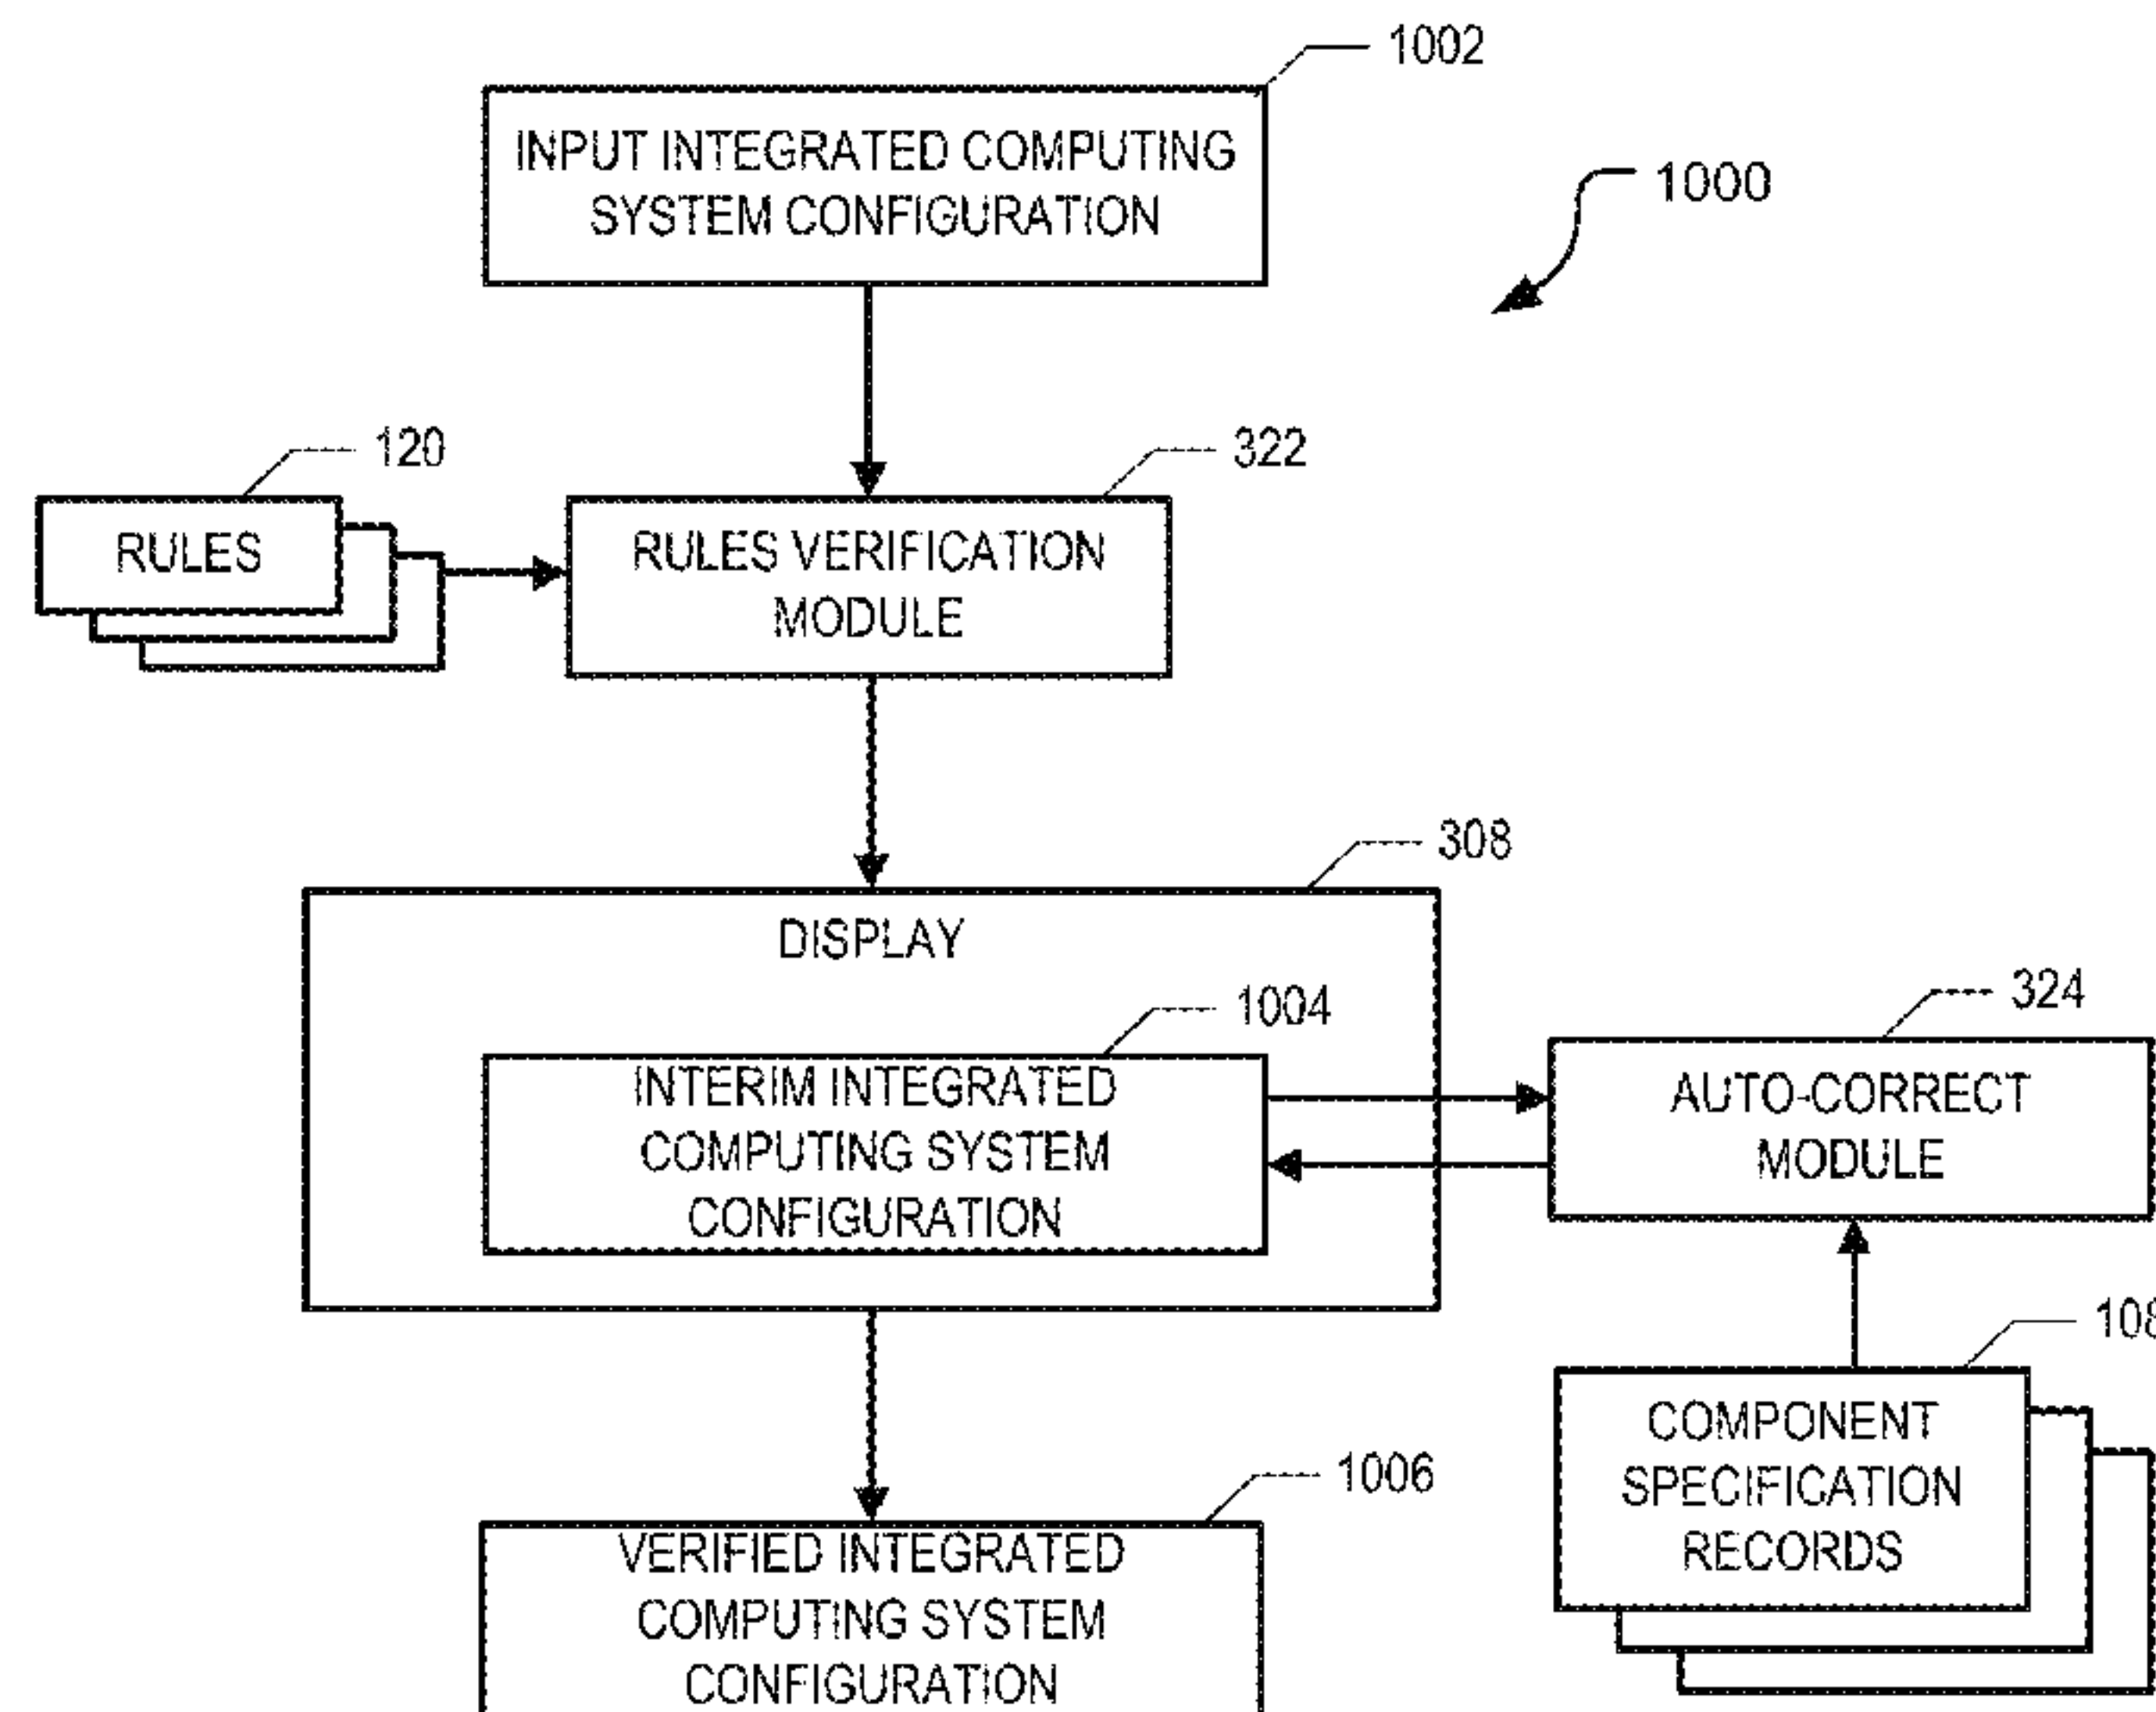 1002
INPUT INTEGRATED COMPUTING
SYSTEM CONFIGURATION
1000
120
322
RULES
RULES VERIFICATION
MODULE
308
DISPLAY
324
1004
INTERIM INTEGRATED
COMPUTING SYSTEM
CONFIGURATION
AUTO-CORRECT
MODULE
108
COMPONENT
SPECIFICATION
RECORDS
1006
VERIFIED INTEGRATED
COMPUTING SYSTEM
CONFIGURATION